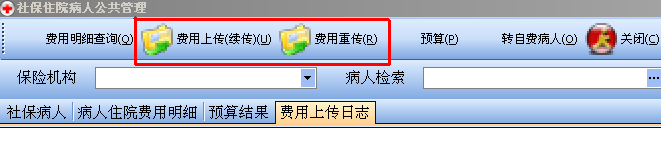 社保住院病人公共管理
费用明细查询(Q) 费用上传(续传)(U) 费用重传(R) 预算(P) 转自费病人(O) 关闭(C)
保险机构 病人检索
社保病人 病人住院费用明细 预算结果 费用上传日志